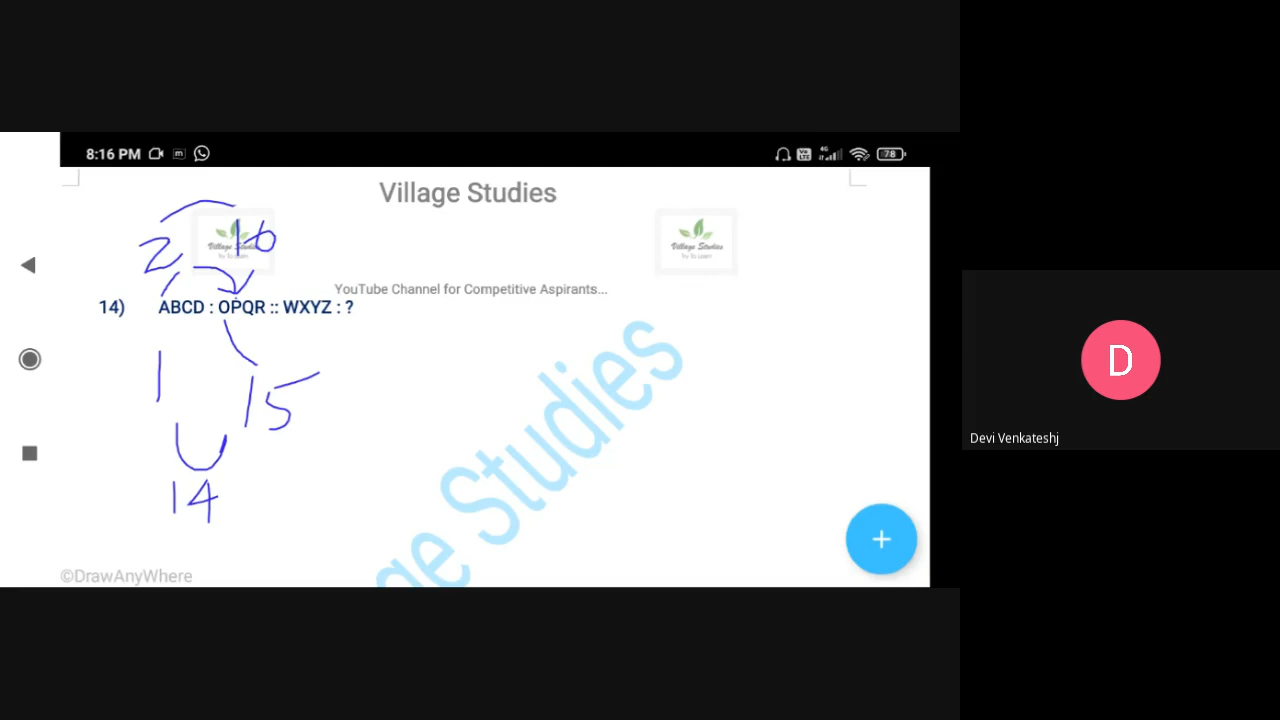 8:16 PM
78
Village Studies
2 16
YouTube Channel for Competitive Aspirants...
14) ABCD : OPQR :: WXYZ : ?
1 15
14
Village Studies
©DrawAnyWhere
D
Devi Venkateshj